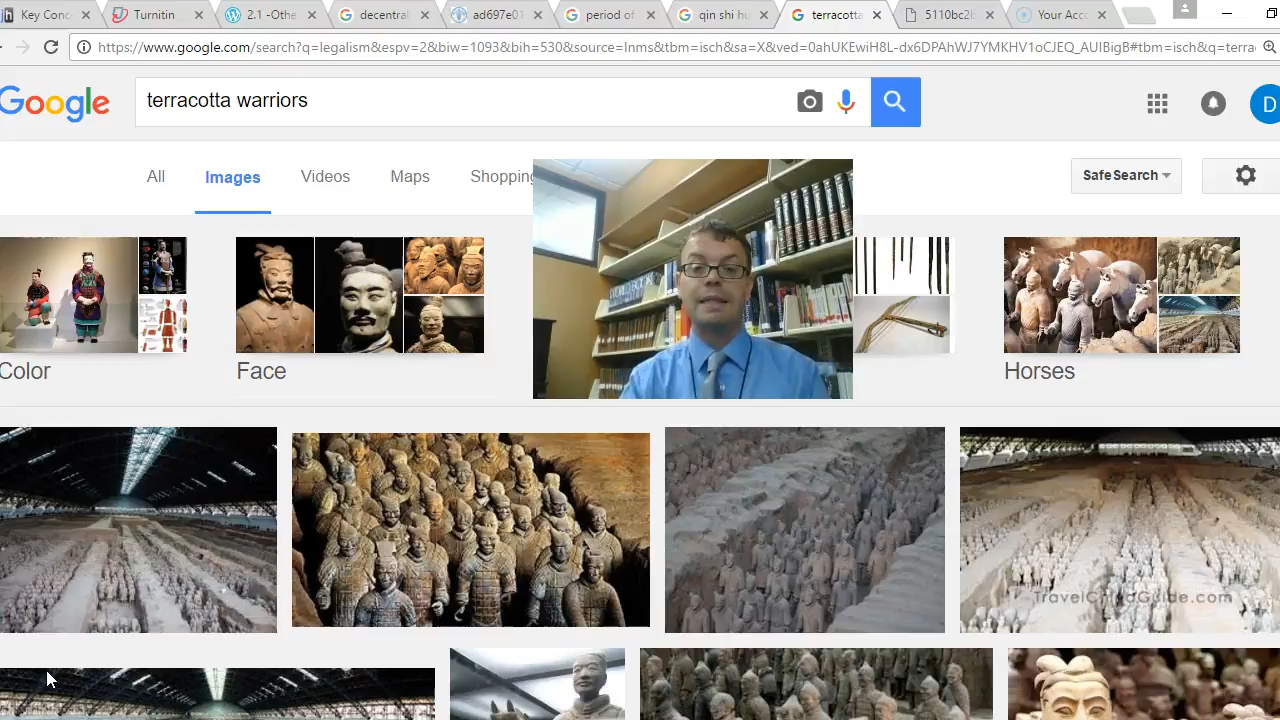 Key Conce
Turnitin
2.1 -Othe
decentral
ad697e01
period of
qin shi hu
terracotta
3110bc2b
Your Acc
https://www.google.com/search?q=legalism&espv=2&biw=1093&bih=530&source=lnms&tbm=isch&sa=X&ved=0ahUKEwiH8L-dx6DPAhWJ7YMKHV1oCJEQ_AUIBigB#tbm=isch&q=terra
Google
terracotta warriors
D
All
Images
Videos
Maps
Shopping
SafeSearch
Color
Face
Horses
TravelChinaGuide.com